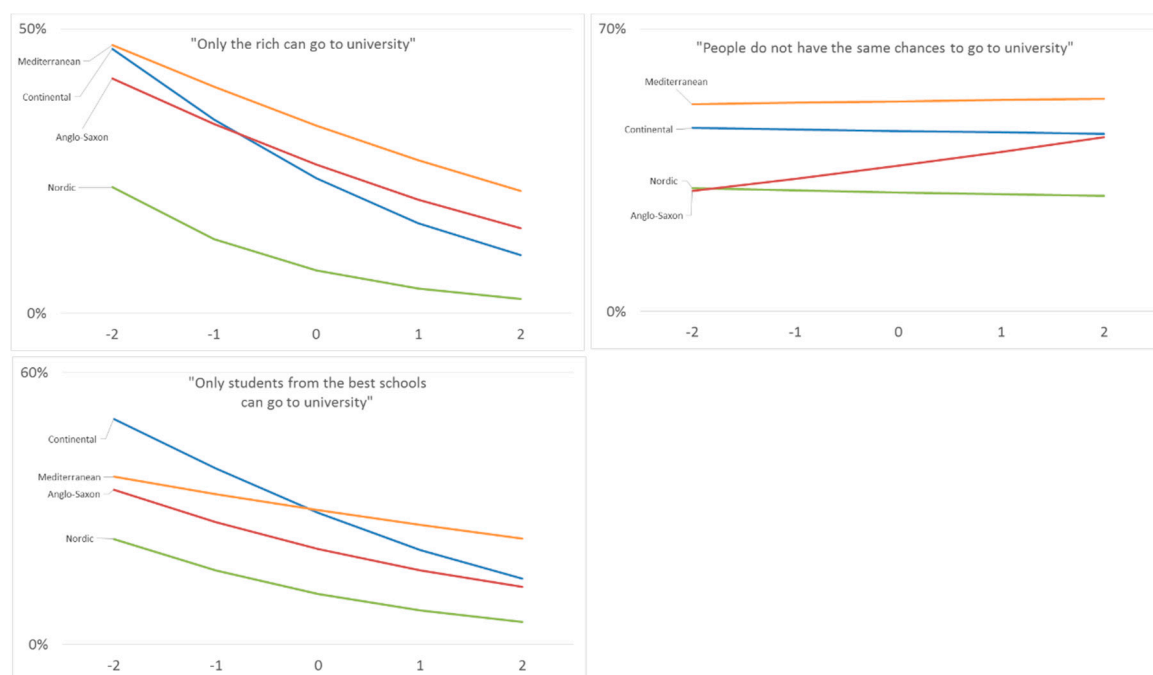 50%
"Only the rich can go to university"
Mediterranean
Continental
Anglo-Saxon
Nordic
0%
-2 -1 0 1 2
70%
"People do not have the same chances to go to university"
Mediterranean
Continental
Nordic
Anglo-Saxon
0%
-2 -1 0 1 2
60%
"Only students from the best schools
can go to university"
Continental
Mediterranean
Anglo-Saxon
Nordic
0%
-2 -1 0 1 2